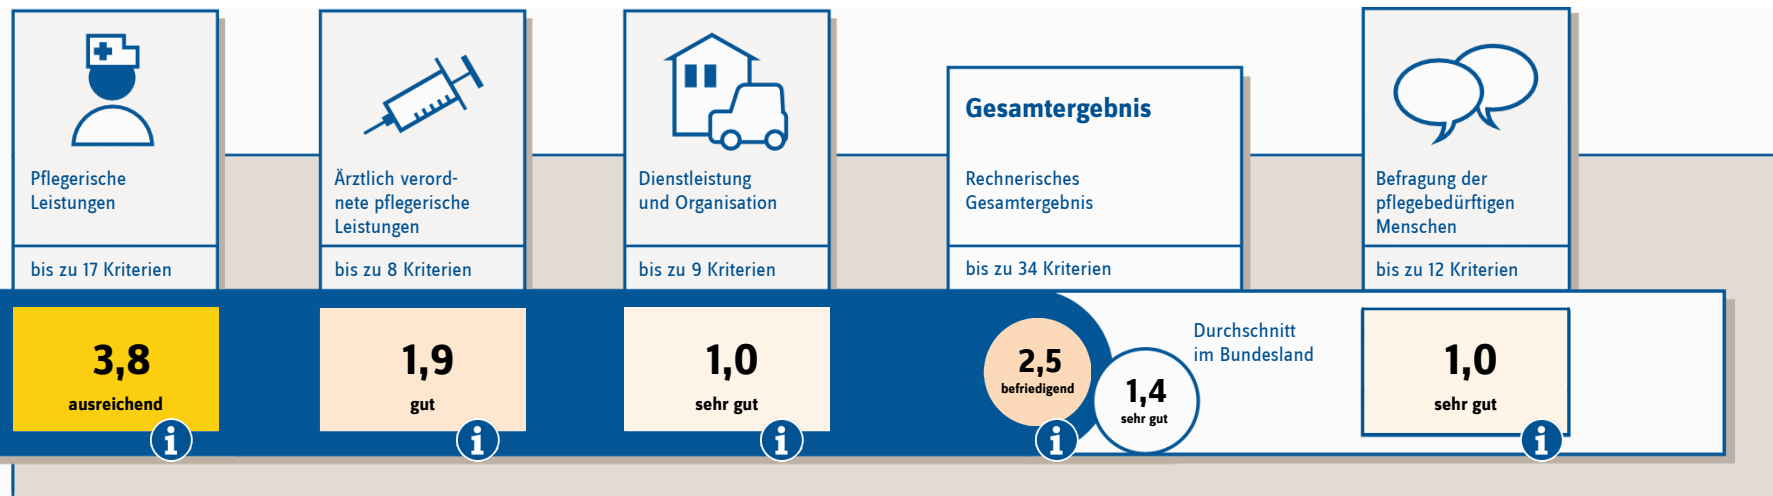 Pflegerische
Leistungen
bis zu 17 Kriterien
3,8
ausreichend
i
Ärztlich verord-
nete pflegerische
Leistungen
bis zu 8 Kriterien
1,9
gut
i
Dienstleistung
und Organisation
bis zu 9 Kriterien
1,0
sehr gut
i
Gesamtergebnis
Rechnerisches
Gesamtergebnis
bis zu 34 Kriterien
2,5
befriedigend
i
1,4
sehr gut
Durchschnitt
im Bundesland
Befragung der
pflegebedürftigen
Menschen
bis zu 12 Kriterien
1,0
sehr gut
i